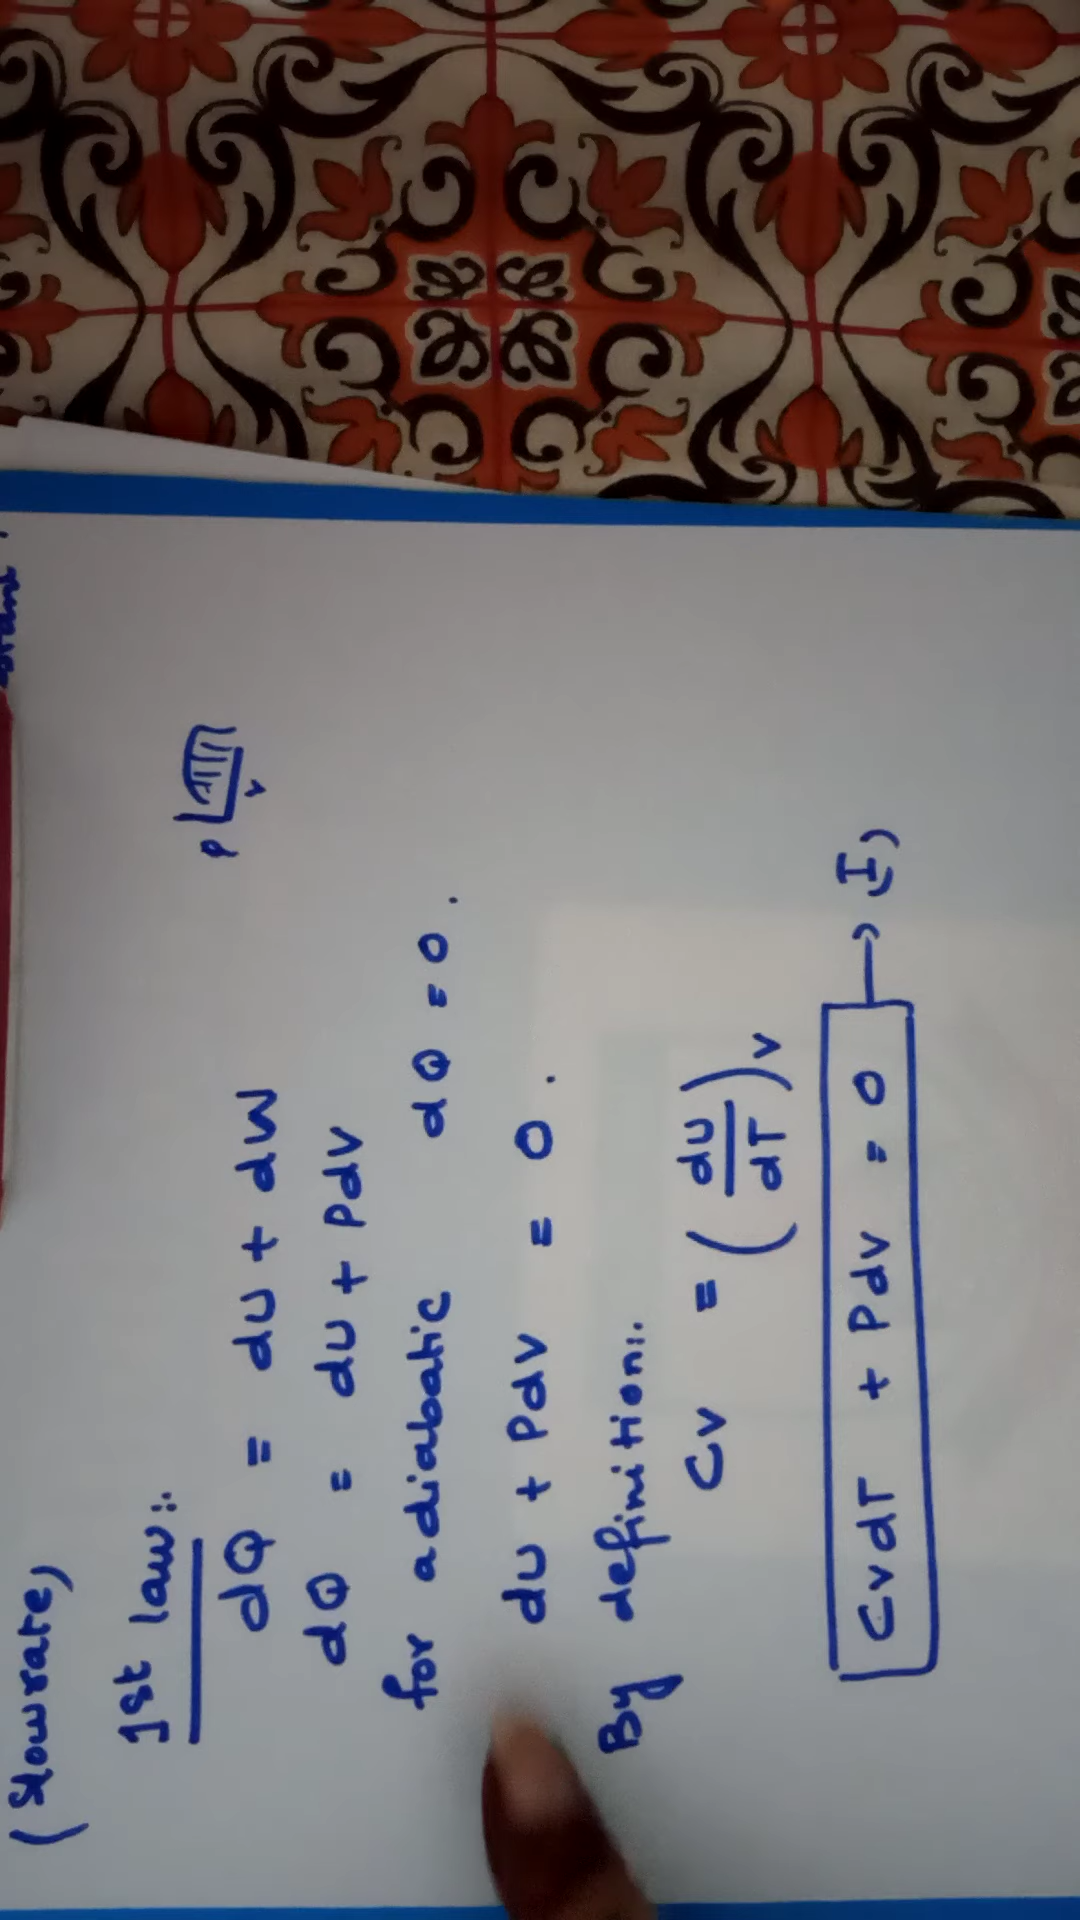 (slow rate)
1st law:.
dQ = dU + dW
P
V
dQ = dU + PdV
for adiabatic dQ = 0.
dU + PdV = 0.
By definition:.
CV = (dU/dT)V
CVdT + PdV = 0 → (I)